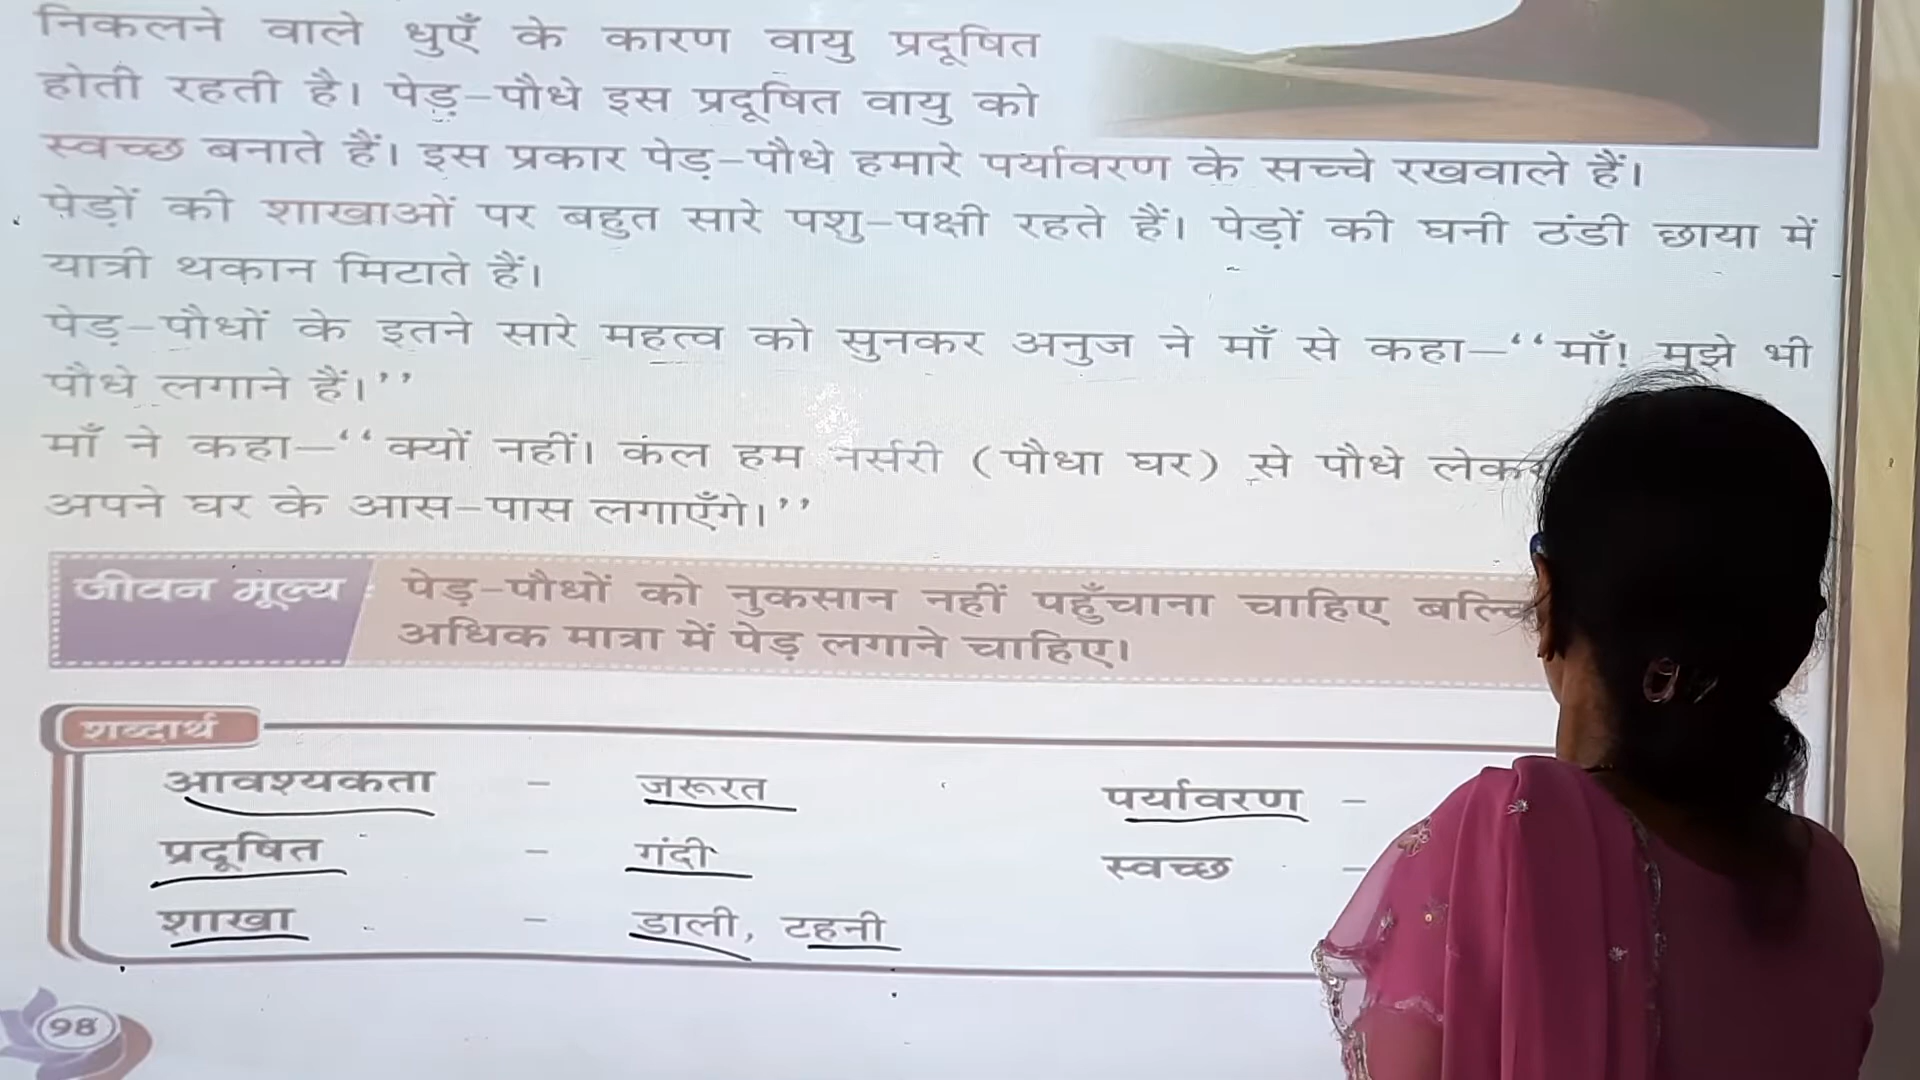 निकलने वाले धुएँ के कारण वायु प्रदूषित
होती रहती है। पेड़-पौधे इस प्रदूषित वायु को
स्वच्छ बनाते हैं। इस प्रकार पेड़-पौधे हमारे पर्यावरण के सच्चे रखवाले हैं।
पेड़ों की शाखाओं पर बहुत सारे पशु-पक्षी रहते हैं। पेड़ों की घनी ठंडी छाया में
यात्री थकान मिटाते हैं।
पेड़-पौधों के इतने सारे महत्व को सुनकर अनुज ने माँ से कहा–‘‘माँ! मुझे भी
पौधे लगाने हैं।’’
माँ ने कहा–‘‘क्यों नहीं। कल हम नर्सरी (पौधा घर) से पौधे
अपने घर के आस-पास लगाएँगे।’’
जीवन मूल्य : पेड़-पौधों को नुकसान नहीं पहुँचाना चाहिए
अधिक मात्रा में पेड़ लगाने चाहिए।
शब्दार्थ
आवश्यकता – जरूरत पर्यावरण –
प्रदूषित – गंदी स्वच्छ –
शाखा – डाली, टहनी
98